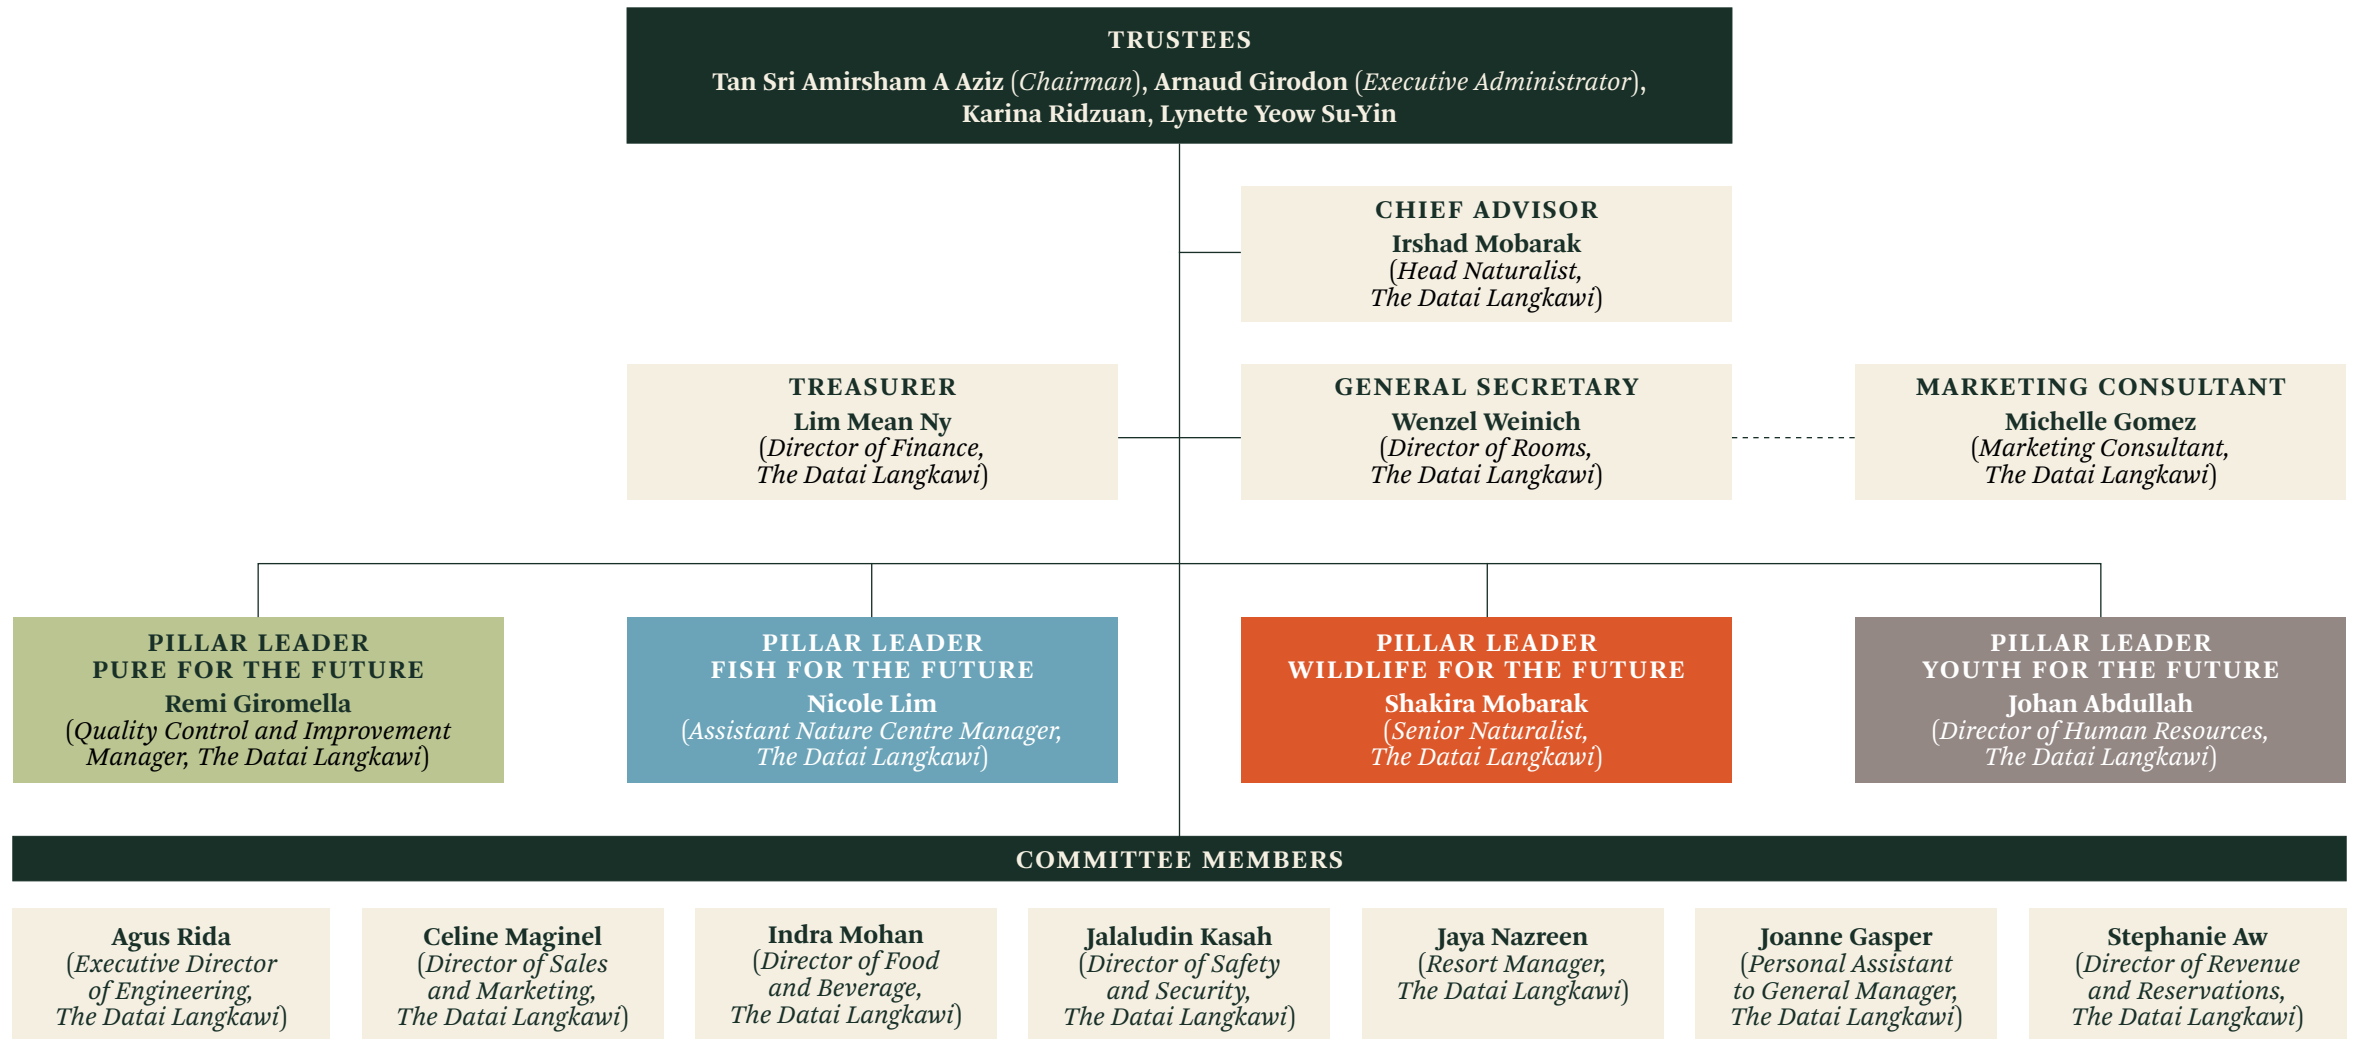 TRUSTEES
Tan Sri Amirsham A Aziz (Chairman), Arnaud Girodon (Executive Administrator),
Karina Ridzuan, Lynette Yeow Su-Yin
CHIEF ADVISOR
Irshad Mobarak
(Head Naturalist,
The Datai Langkawi)
TREASURER
Lim Mean Ny
(Director of Finance,
The Datai Langkawi)
GENERAL SECRETARY
Wenzel Weinich
(Director of Rooms,
The Datai Langkawi)
MARKETING CONSULTANT
Michelle Gomez
(Marketing Consultant,
The Datai Langkawi)
PILLAR LEADER
PURE FOR THE FUTURE
Remi Giromella
(Quality Control and Improvement
Manager, The Datai Langkawi)
PILLAR LEADER
FISH FOR THE FUTURE
Nicole Lim
(Assistant Nature Centre Manager,
The Datai Langkawi)
PILLAR LEADER
WILDLIFE FOR THE FUTURE
Shakira Mobarak
(Senior Naturalist,
The Datai Langkawi)
PILLAR LEADER
YOUTH FOR THE FUTURE
Johan Abdullah
(Director of Human Resources,
The Datai Langkawi)
COMMITTEE MEMBERS
Agus Rida
(Executive Director
of Engineering,
The Datai Langkawi)
Celine Maginel
(Director of Sales
and Marketing,
The Datai Langkawi)
Indra Mohan
(Director of Food
and Beverage,
The Datai Langkawi)
Jalaludin Kasah
(Director of Safety
and Security,
The Datai Langkawi)
Jaya Nazreen
(Resort Manager,
The Datai Langkawi)
Joanne Gasper
(Personal Assistant
to General Manager,
The Datai Langkawi)
Stephanie Aw
(Director of Revenue
and Reservations,
The Datai Langkawi)